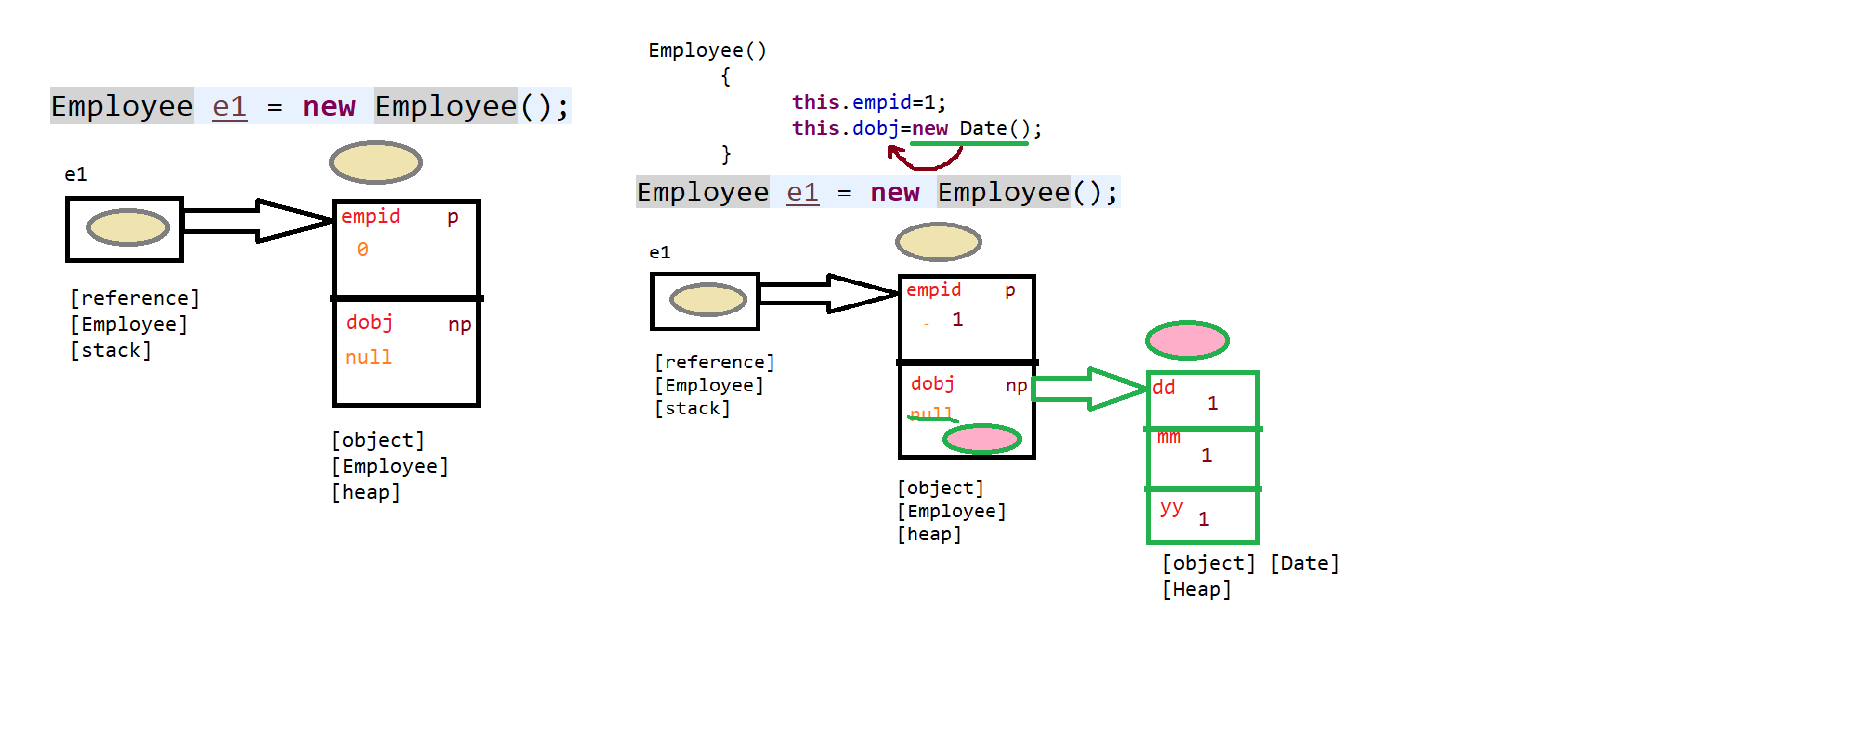 Employee e1 = new Employee();
e1
empid p
0
dobj np
null
[reference]
[Employee]
[stack]
[object]
[Employee]
[heap]
Employee()
{
this.empid=1;
this.dobj=new Date();
}
Employee e1 = new Employee();
e1
empid p
1
dobj np
null
[reference]
[Employee]
[stack]
[object]
[Employee]
[heap]
dd
1
mm
1
yy
1
[object] [Date]
[Heap]